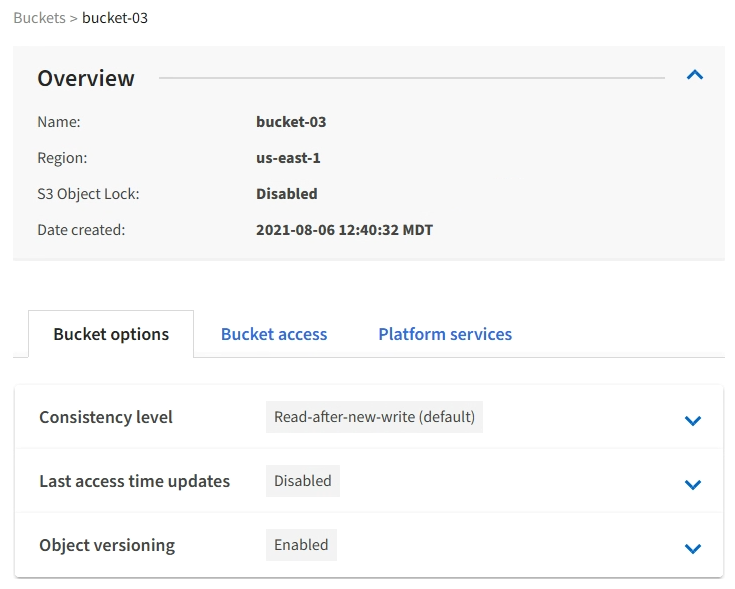 Buckets > bucket-03
Overview
Name: bucket-03
Region: us-east-1
S3 Object Lock: Disabled
Date created: 2021-08-06 12:40:32 MDT
Bucket options Bucket access Platform services
Consistency level Read-after-new-write (default)
Last access time updates Disabled
Object versioning Enabled